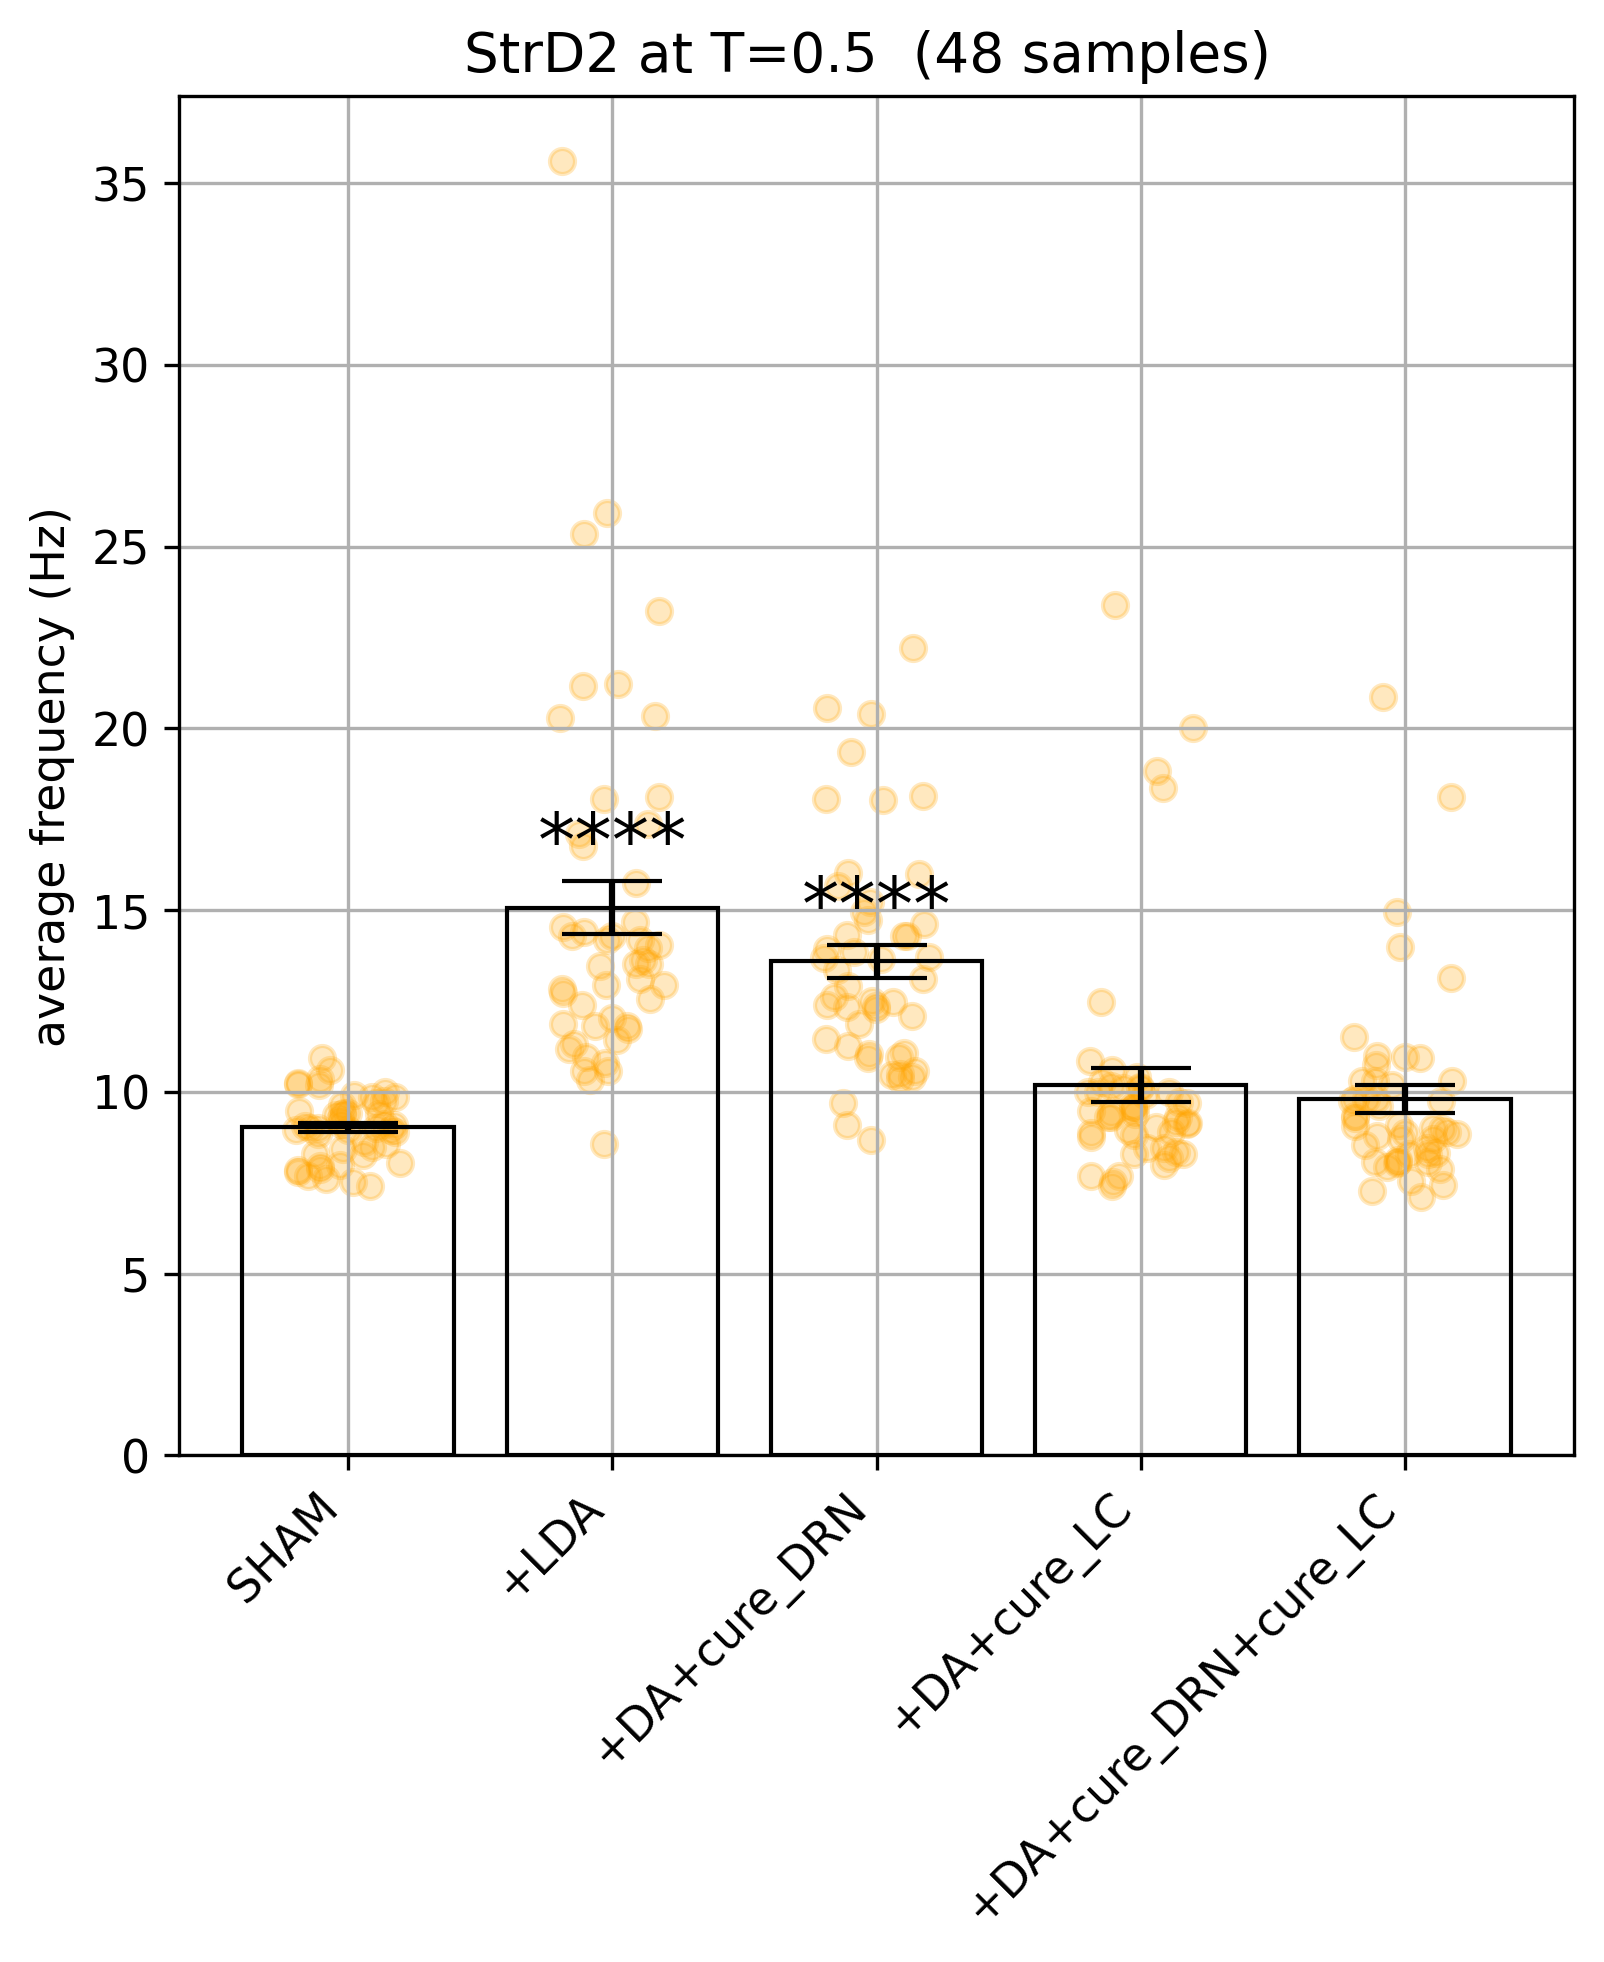 StrD2 at T=0.5  (48 samples)
average frequency (Hz)
35
30
25
20
15
10
5
0
****
****
SHAM
+LDA
+DA+cure_DRN
+DA+cure_LC
+DA+cure_DRN+cure_LC